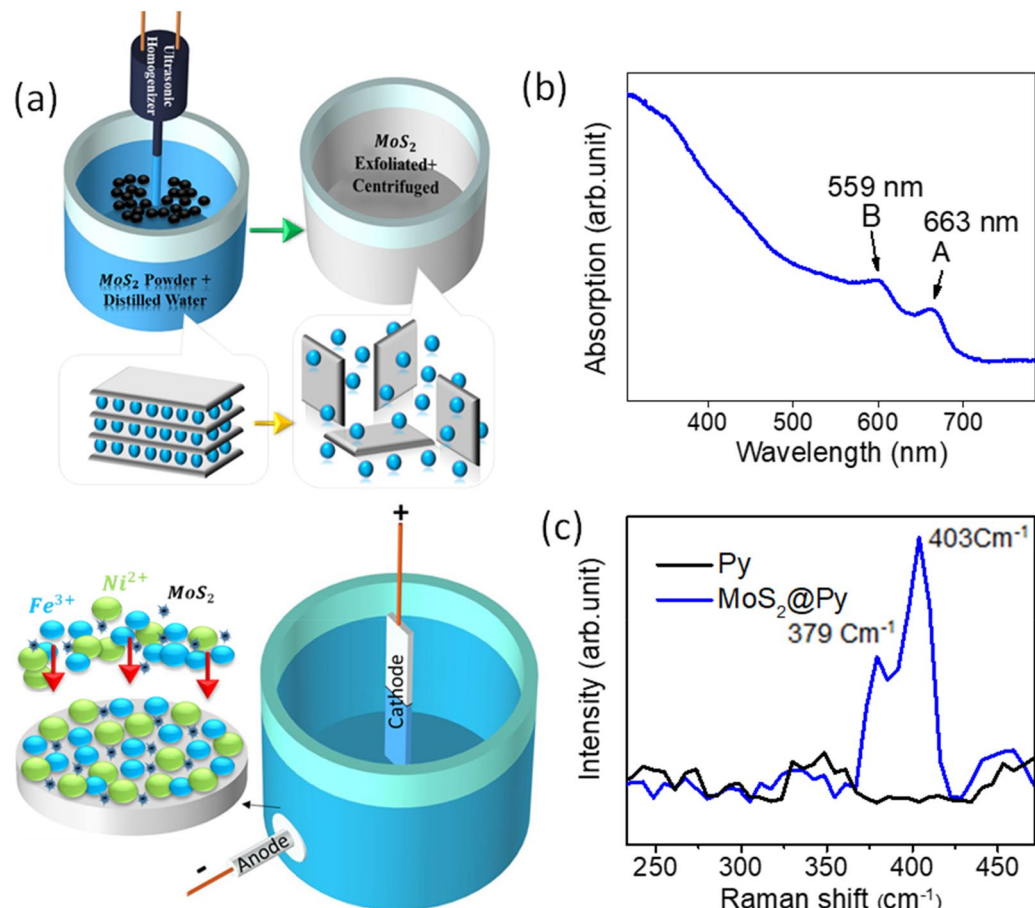 (a)
Ultrasonic
Homogenizer
MoS₂ Powder +
Distilled Water
MoS₂
Exfoliated+
Centrifuged
(b)
Absorption (arb.unit)
559 nm
B
663 nm
A
400 500 600 700
Wavelength (nm)
Fe³⁺
Ni²⁺
MoS₂
+
Cathode
Anode
-
(c)
Intensity (arb.unit)
Py
MoS₂@Py
379 Cm⁻¹
403Cm⁻¹
250 300 350 400 450
Raman shift (cm⁻¹)